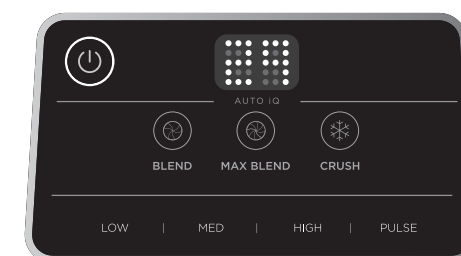 AUTO iQ
BLEND MAX BLEND CRUSH
LOW | MED | HIGH | PULSE